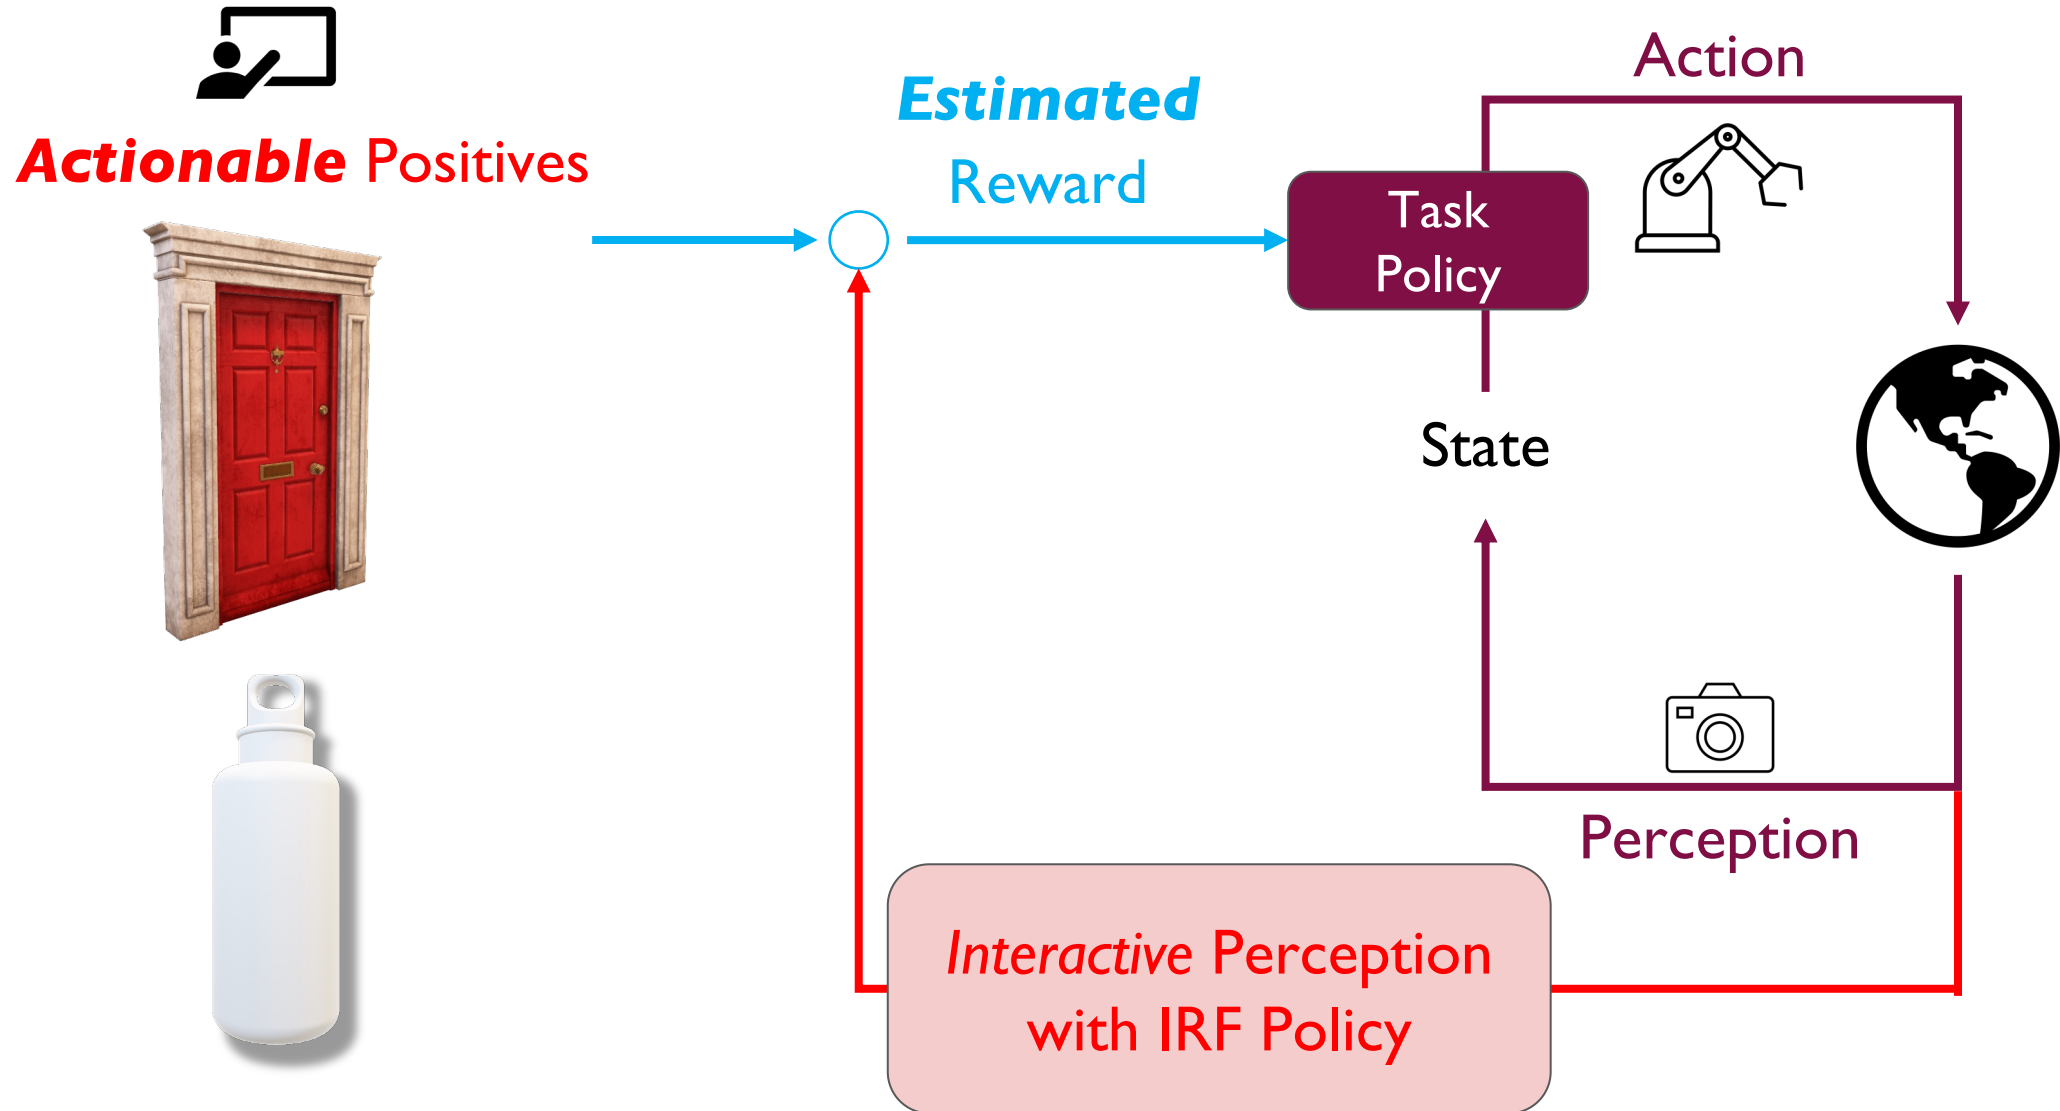 Actionable Positives
Estimated
Reward
Action
Task
Policy
State
Perception
Interactive Perception
with IRF Policy